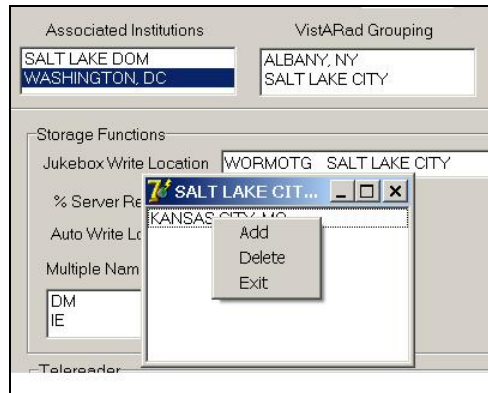 Associated Institutions
VistARad Grouping
SALT LAKE DOM
WASHINGTON, DC
ALBANY, NY
SALT LAKE CITY
Storage Functions
Jukebox Write Location WORMOTG SALT LAKE CITY
% Server Re
Auto Write Lo
Multiple Nam
DM
IE
SALT LAKE CIT...
KANSAS CITY, MO
Add
Delete
Exit
Telereader